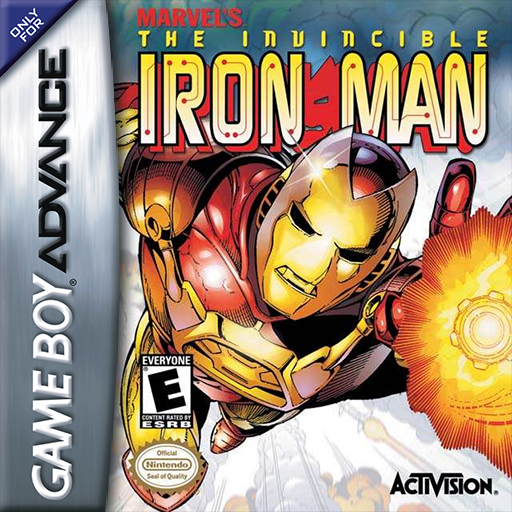 ONLY
FOR
GAME BOY ADVANCE
MARVEL'S
THE INVINCIBLE
IRON MAN
EVERYONE
E
CONTENT RATED BY
ESRB
Official
Nintendo
Seal of Quality
ACTIVISION.